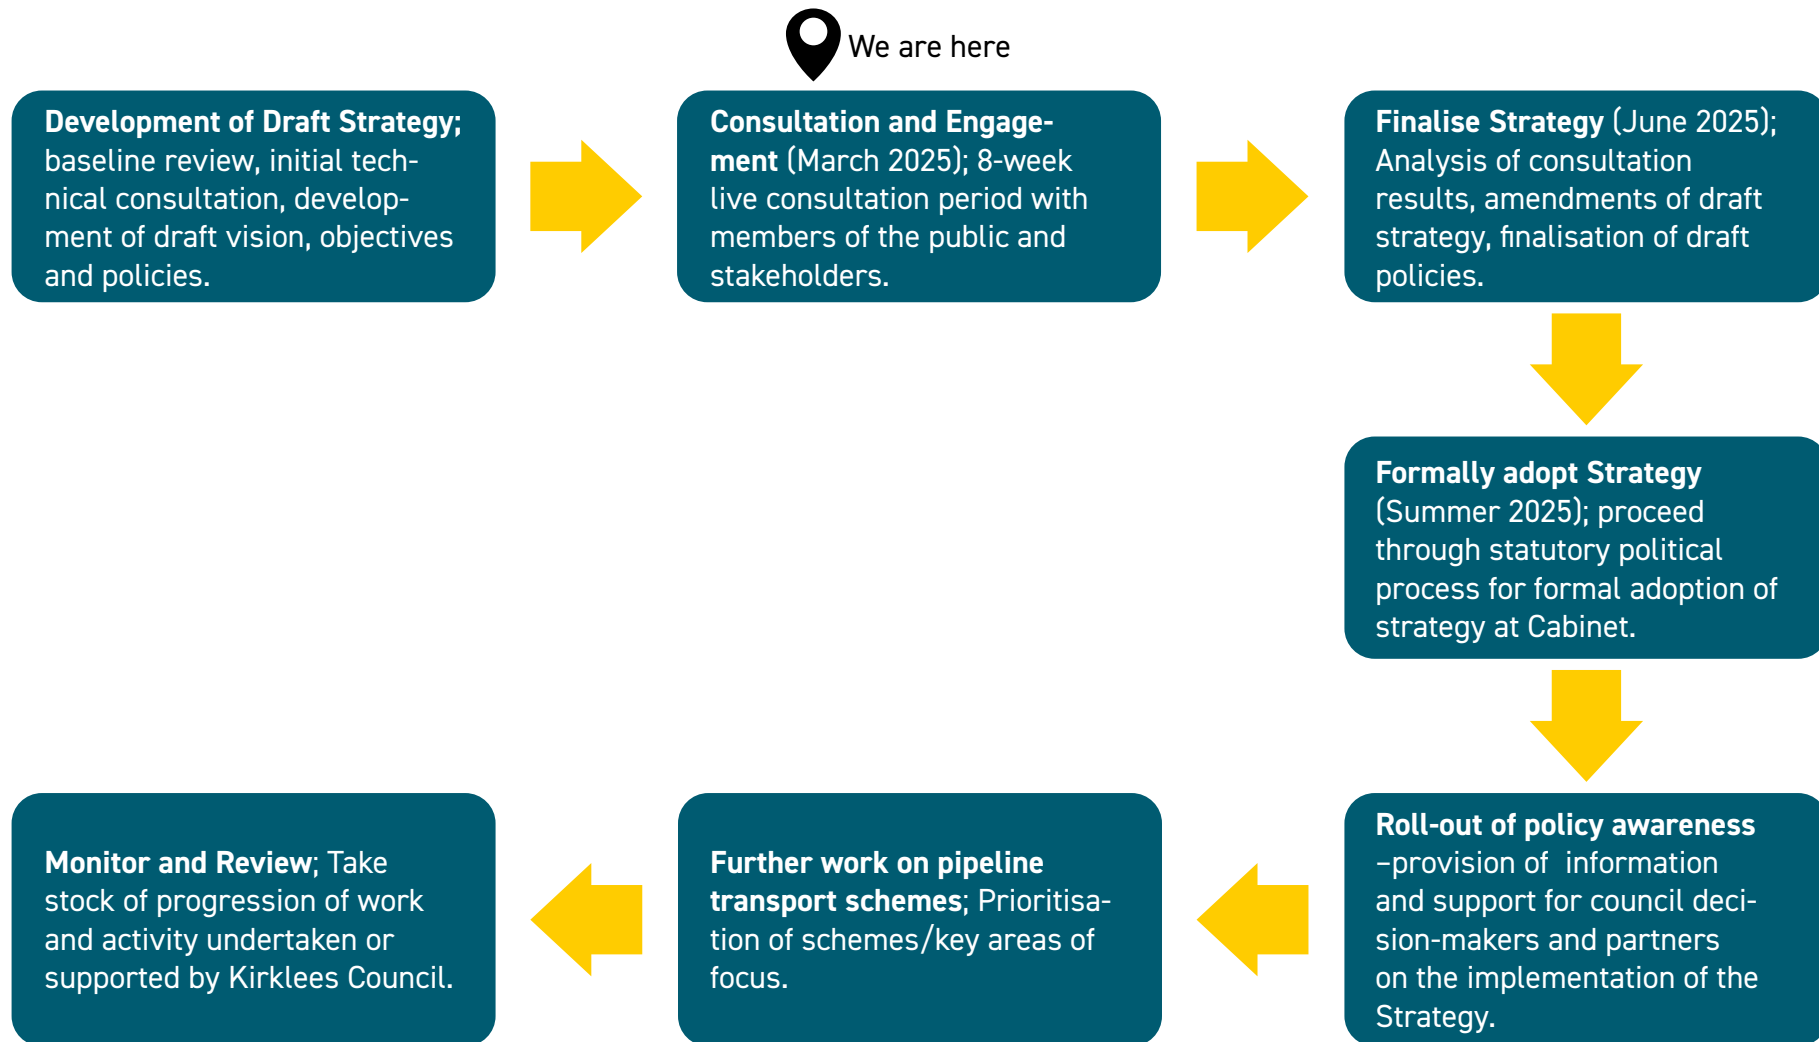 We are here
Development of Draft Strategy;
baseline review, initial tech-
nical consultation, develop-
ment of draft vision, objectives
and policies.
Consultation and Engage-
ment (March 2025); 8-week
live consultation period with
members of the public and
stakeholders.
Finalise Strategy (June 2025);
Analysis of consultation
results, amendments of draft
strategy, finalisation of draft
policies.
Formally adopt Strategy
(Summer 2025); proceed
through statutory political
process for formal adoption of
strategy at Cabinet.
Roll-out of policy awareness
–provision of  information
and support for council deci-
sion-makers and partners
on the implementation of the
Strategy.
Further work on pipeline
transport schemes; Prioritisa-
tion of schemes/key areas of
focus.
Monitor and Review; Take
stock of progression of work
and activity undertaken or
supported by Kirklees Council.